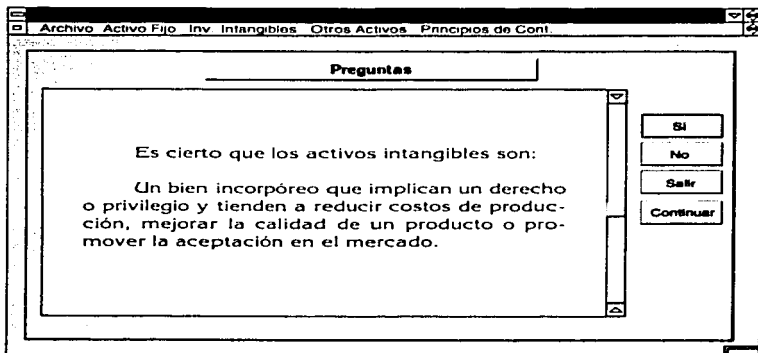 Archivo Activo Fijo Inv. Intangibles Otros Activos Principios de Cont.
Preguntas
Es cierto que los activos intangibles son:
Un bien incorpóreo que implican un derecho
o privilegio y tienden a reducir costos de produc-
ción, mejorar la calidad de un producto o pro-
mover la aceptación en el mercado.
Si
No
Salir
Continuar